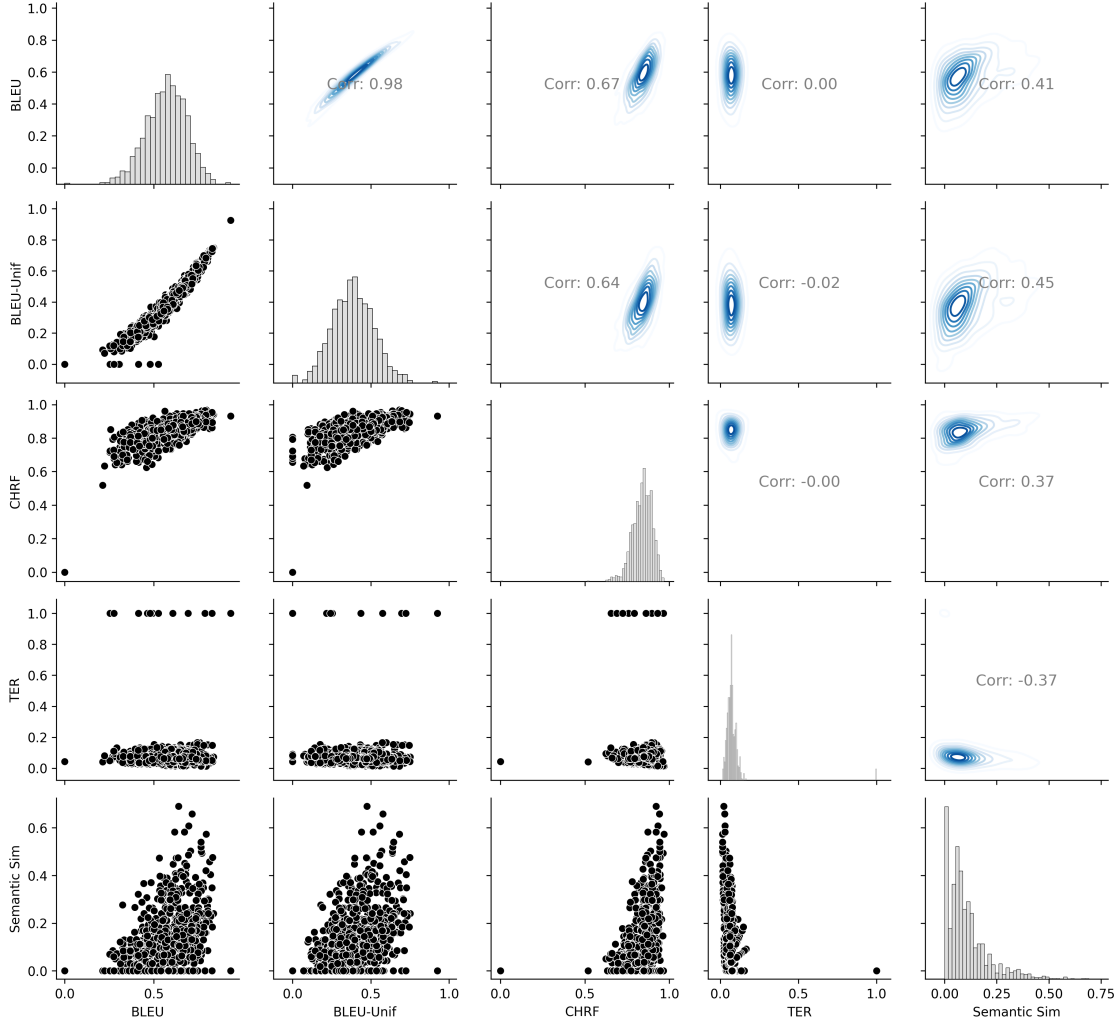 1.0
0.8
0.6
0.4
0.2
0.0
BLEU
Corr: 0.98
Corr: 0.67
Corr: 0.00
Corr: 0.41
1.0
0.8
0.6
0.4
0.2
0.0
BLEU-Unif
Corr: 0.64
Corr: -0.02
Corr: 0.45
1.0
0.8
0.6
0.4
0.2
0.0
CHRF
Corr: -0.00
Corr: 0.37
1.0
0.8
0.6
0.4
0.2
0.0
TER
Corr: -0.37
0.6
0.4
0.2
0.0
Semantic Sim
0.0 0.5
BLEU
0.0 0.5 1.0
BLEU-Unif
0.0 0.5 1.0
CHRF
0.0 0.5 1.0
TER
0.00 0.25 0.50 0.75
Semantic Sim